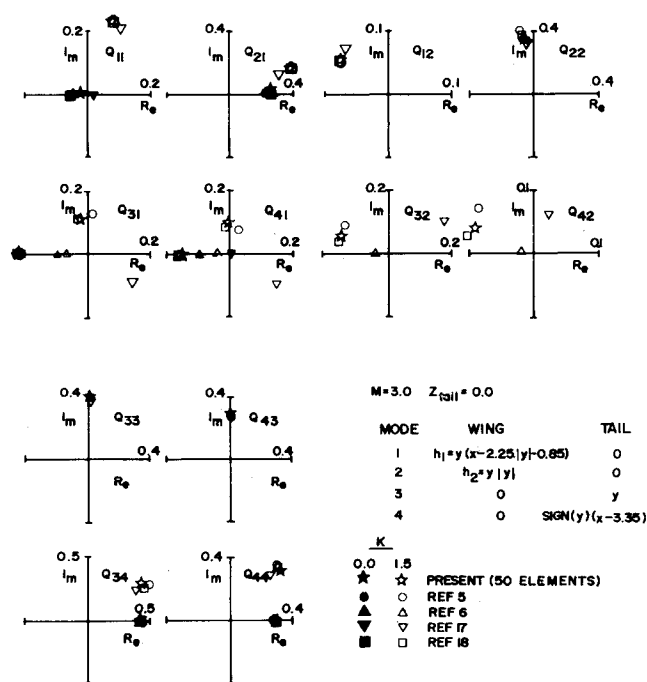 0.2 0.4 0.1 0.4
Im Q11 Im Q21 Im Q12 Im Q22
0.2 0.4 0.1 0.4
Re Re Re Re
0.2 0.2 0.2 0.1
Im Q31 Im Q41 Im Q32 Im Q42
0.2 0.2 0.2 0.1
Re Re Re Re
0.4 0.4
Im Q33 Im Q43
0.4 0.4
Re Re
M=3.0 Ztail=0.0
MODE WING TAIL
1 h1=y(x-2.25|y|-0.85) 0
2 h2=y|y| 0
3 0 y
4 0 SIGN(y)(x-3.35)
0.5 0.4
Im Q34 Im Q44
0.5 0.4
Re Re
K
0.0 1.5
PRESENT (50 ELEMENTS)
REF 5
REF 6
REF 17
REF 18